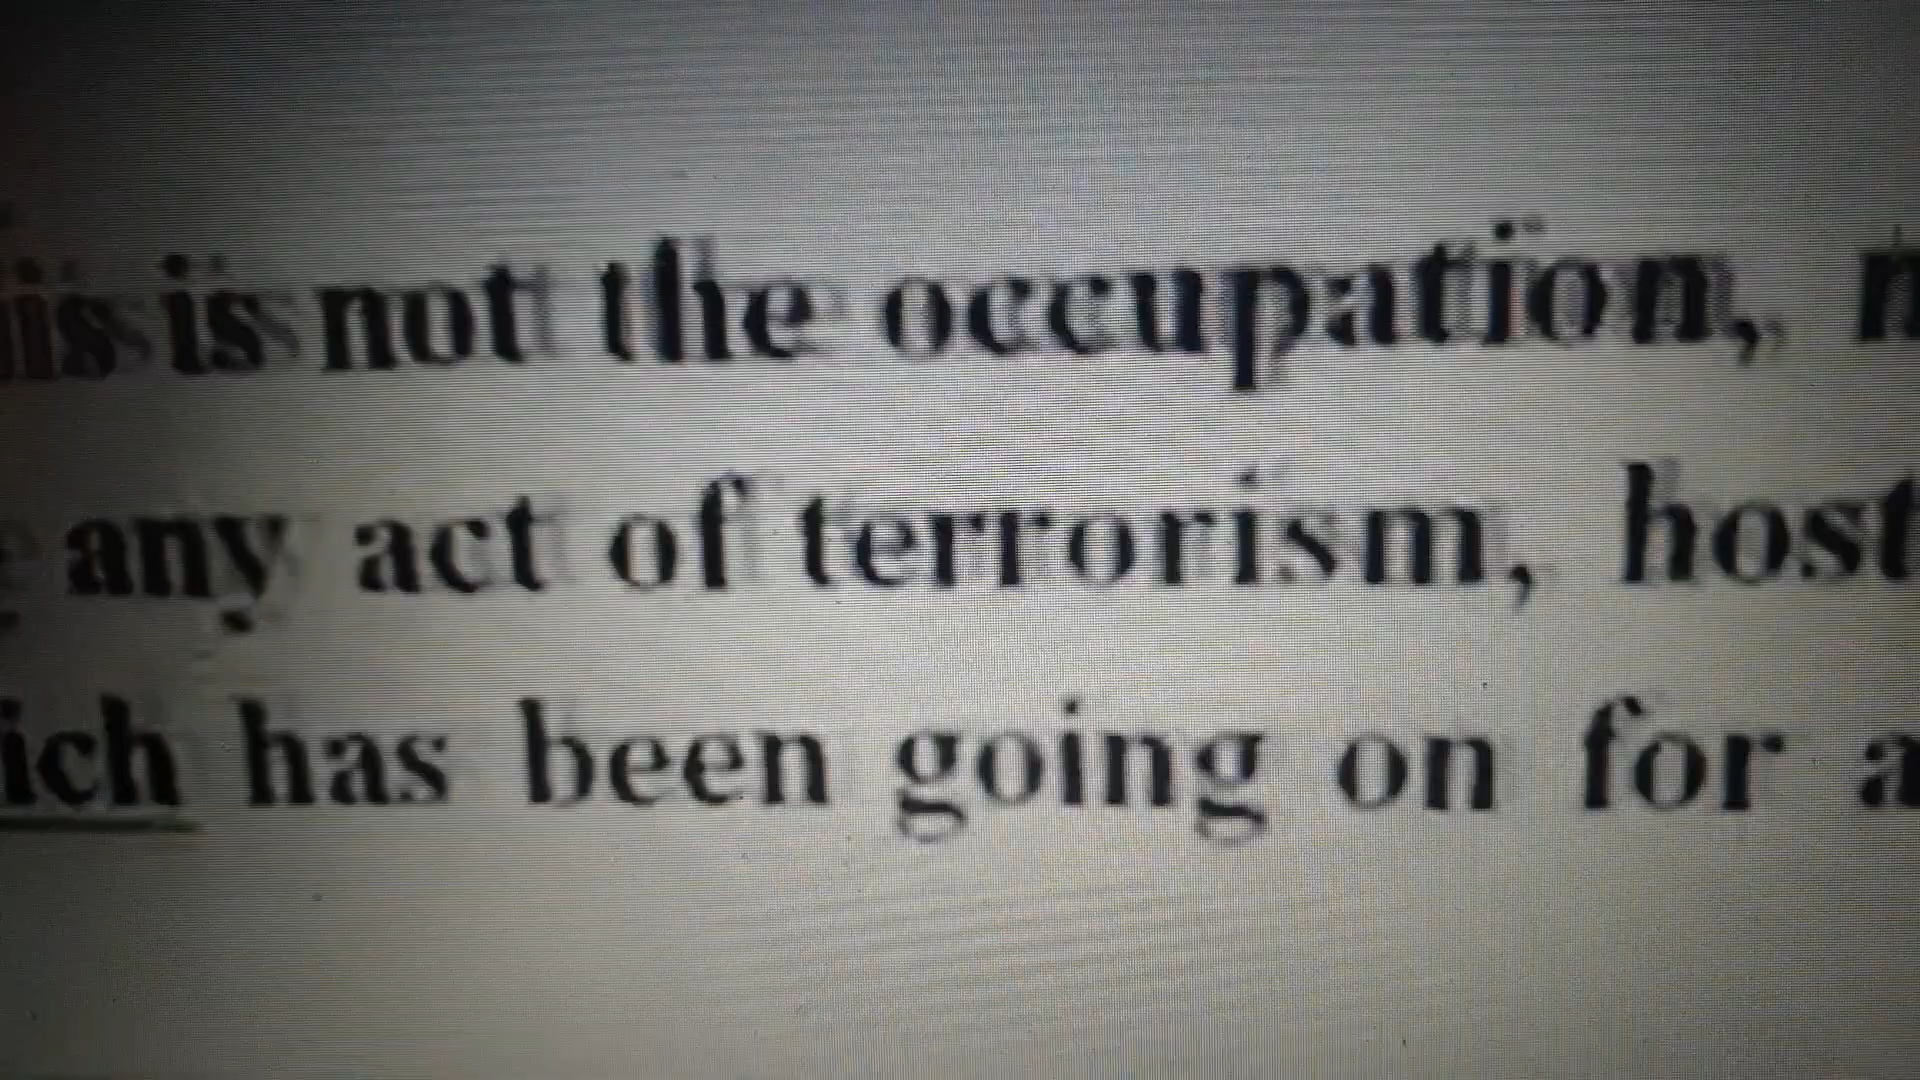 is is not the occupation,
any act of terrorism, host
ich has been going on for a